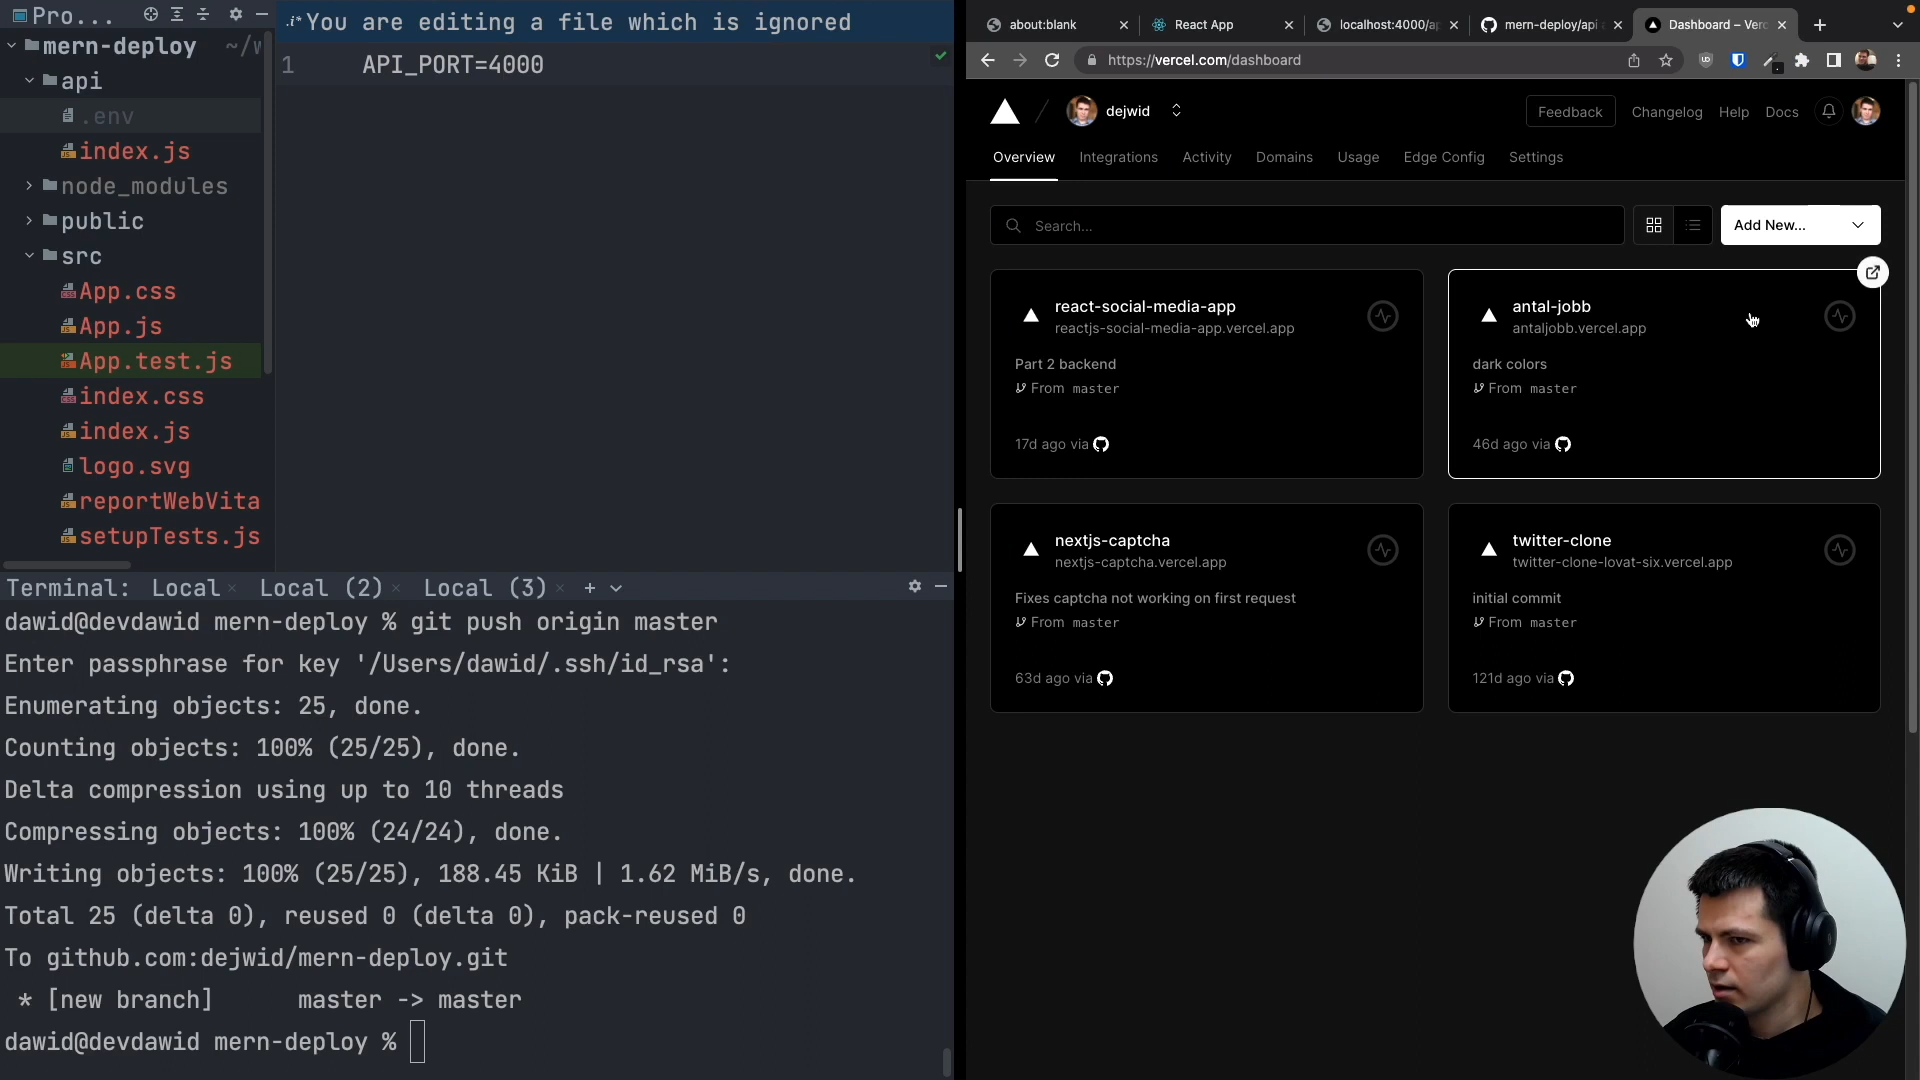 Pro...
mern-deploy ~/w
api
.env
index.js
node_modules
public
src
App.css
App.js
App.test.js
index.css
index.js
logo.svg
reportWebVita
setupTests.js
.i* You are editing a file which is ignored
1 API_PORT=4000
Terminal: Local × Local (2) × Local (3) × +
dawid@devdawid mern-deploy % git push origin master
Enter passphrase for key '/Users/dawid/.ssh/id_rsa':
Enumerating objects: 25, done.
Counting objects: 100% (25/25), done.
Delta compression using up to 10 threads
Compressing objects: 100% (24/24), done.
Writing objects: 100% (25/25), 188.45 KiB | 1.62 MiB/s, done.
Total 25 (delta 0), reused 0 (delta 0), pack-reused 0
To github.com:dejwid/mern-deploy.git
* [new branch] master -> master
dawid@devdawid mern-deploy %
about:blank
React App
localhost:4000/ap
mern-deploy/api
Dashboard – Verc
https://vercel.com/dashboard
dejwid
Feedback
Changelog
Help
Docs
Overview
Integrations
Activity
Domains
Usage
Edge Config
Settings
Search...
Add New...
react-social-media-app
reactjs-social-media-app.vercel.app
Part 2 backend
From master
17d ago via
antal-jobb
antaljobb.vercel.app
dark colors
From master
46d ago via
nextjs-captcha
nextjs-captcha.vercel.app
Fixes captcha not working on first request
From master
63d ago via
twitter-clone
twitter-clone-lovat-six.vercel.app
initial commit
From master
121d ago via